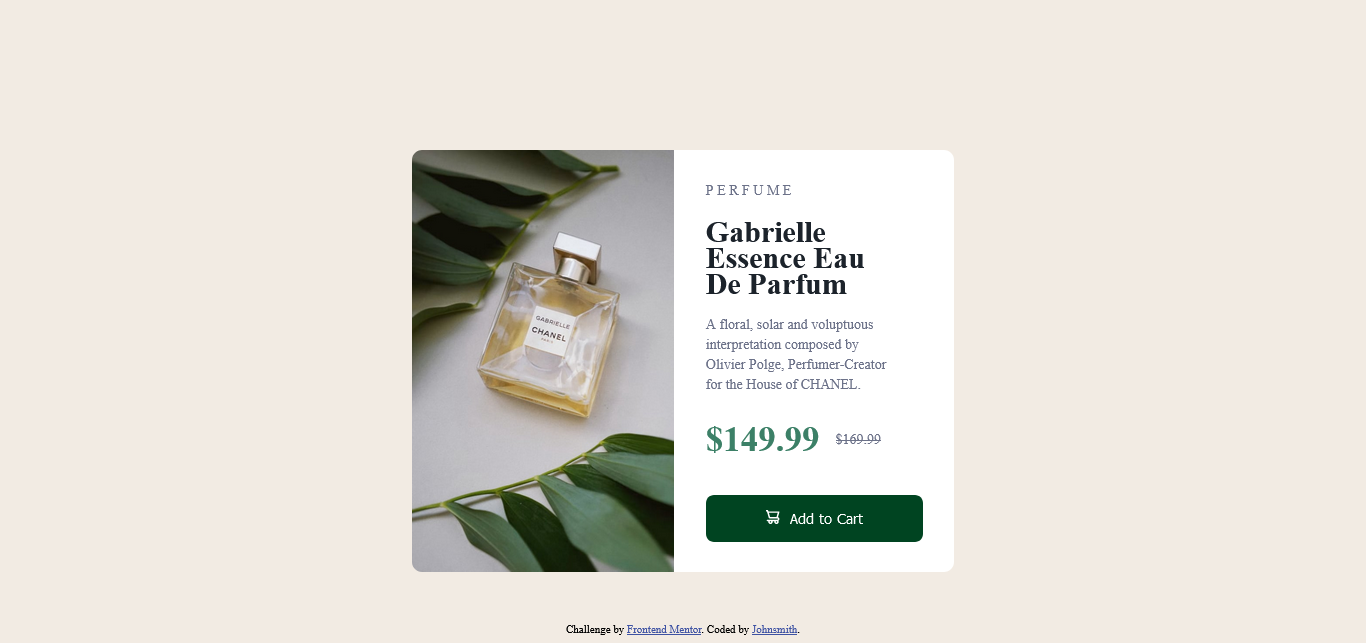 PERFUME
Gabrielle
Essence Eau
De Parfum
A floral, solar and voluptuous
interpretation composed by
Olivier Polge, Perfumer-Creator
for the House of CHANEL.
$149.99 $169.99
Add to Cart
GABRIELLE
CHANEL
PARIS
Challenge by Frontend Mentor. Coded by Johnsmith.